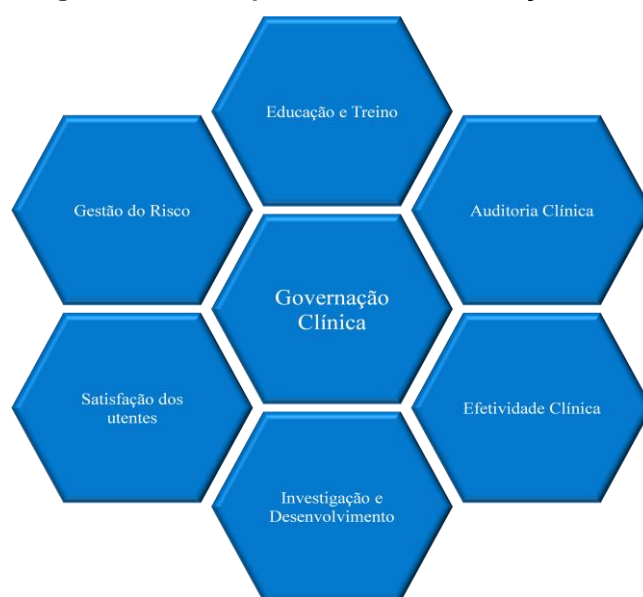 Educação e Treino
Gestão do Risco
Auditoria Clínica
Governação
Clínica
Satisfação dos
utentes
Efetividade Clínica
Investigação e
Desenvolvimento